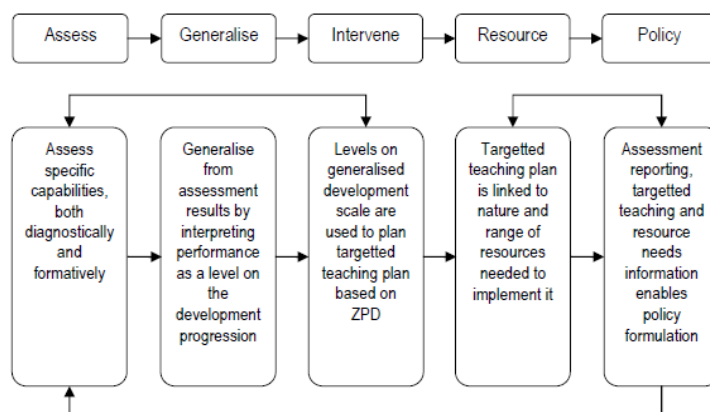 Assess
Generalise
Intervene
Resource
Policy
Assess
specific
capabilities,
both
diagnostically
and
formatively
Generalise
from
assessment
results by
interpreting
performance
as a level on
the
development
progression
Levels on
generalised
development
scale are
used to plan
targetted
teaching plan
based on
ZPD
Targetted
teaching plan
is linked to
nature and
range of
resources
needed to
implement it
Assessment
reporting,
targetted
teaching and
resource
needs
information
enables
policy
formulation